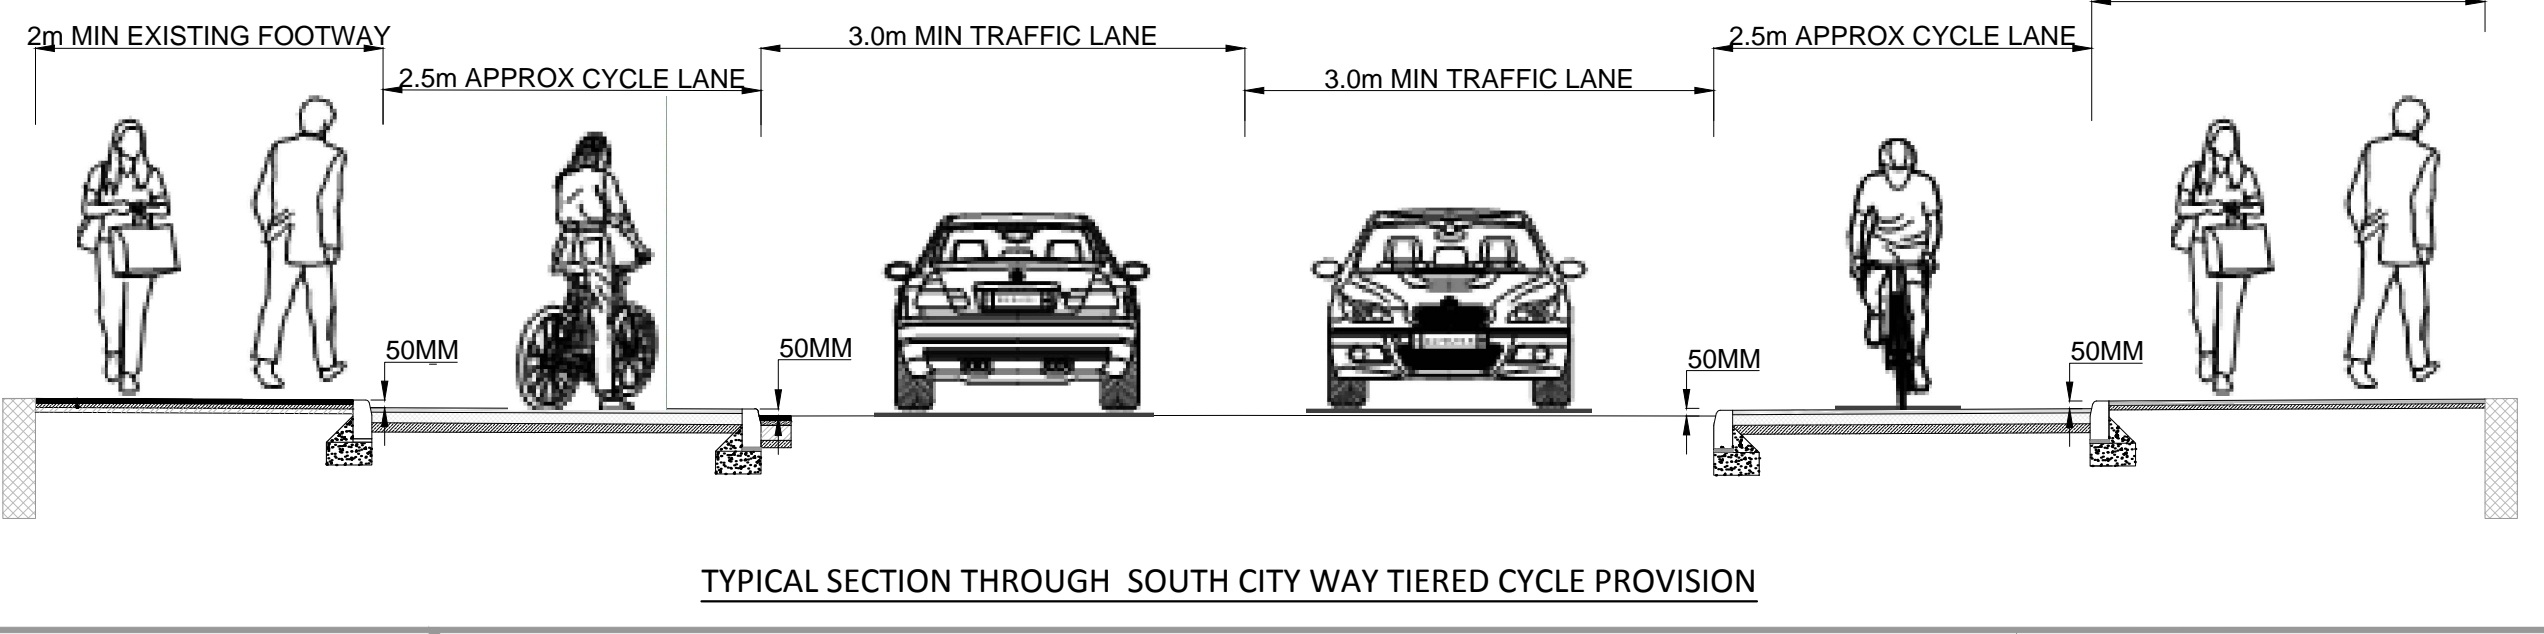 2m MIN EXISTING FOOTWAY
3.0m MIN TRAFFIC LANE
2.5m APPROX CYCLE LANE
2.5m APPROX CYCLE LANE
3.0m MIN TRAFFIC LANE
50MM
50MM
50MM
50MM
TYPICAL SECTION THROUGH SOUTH CITY WAY TIERED CYCLE PROVISION